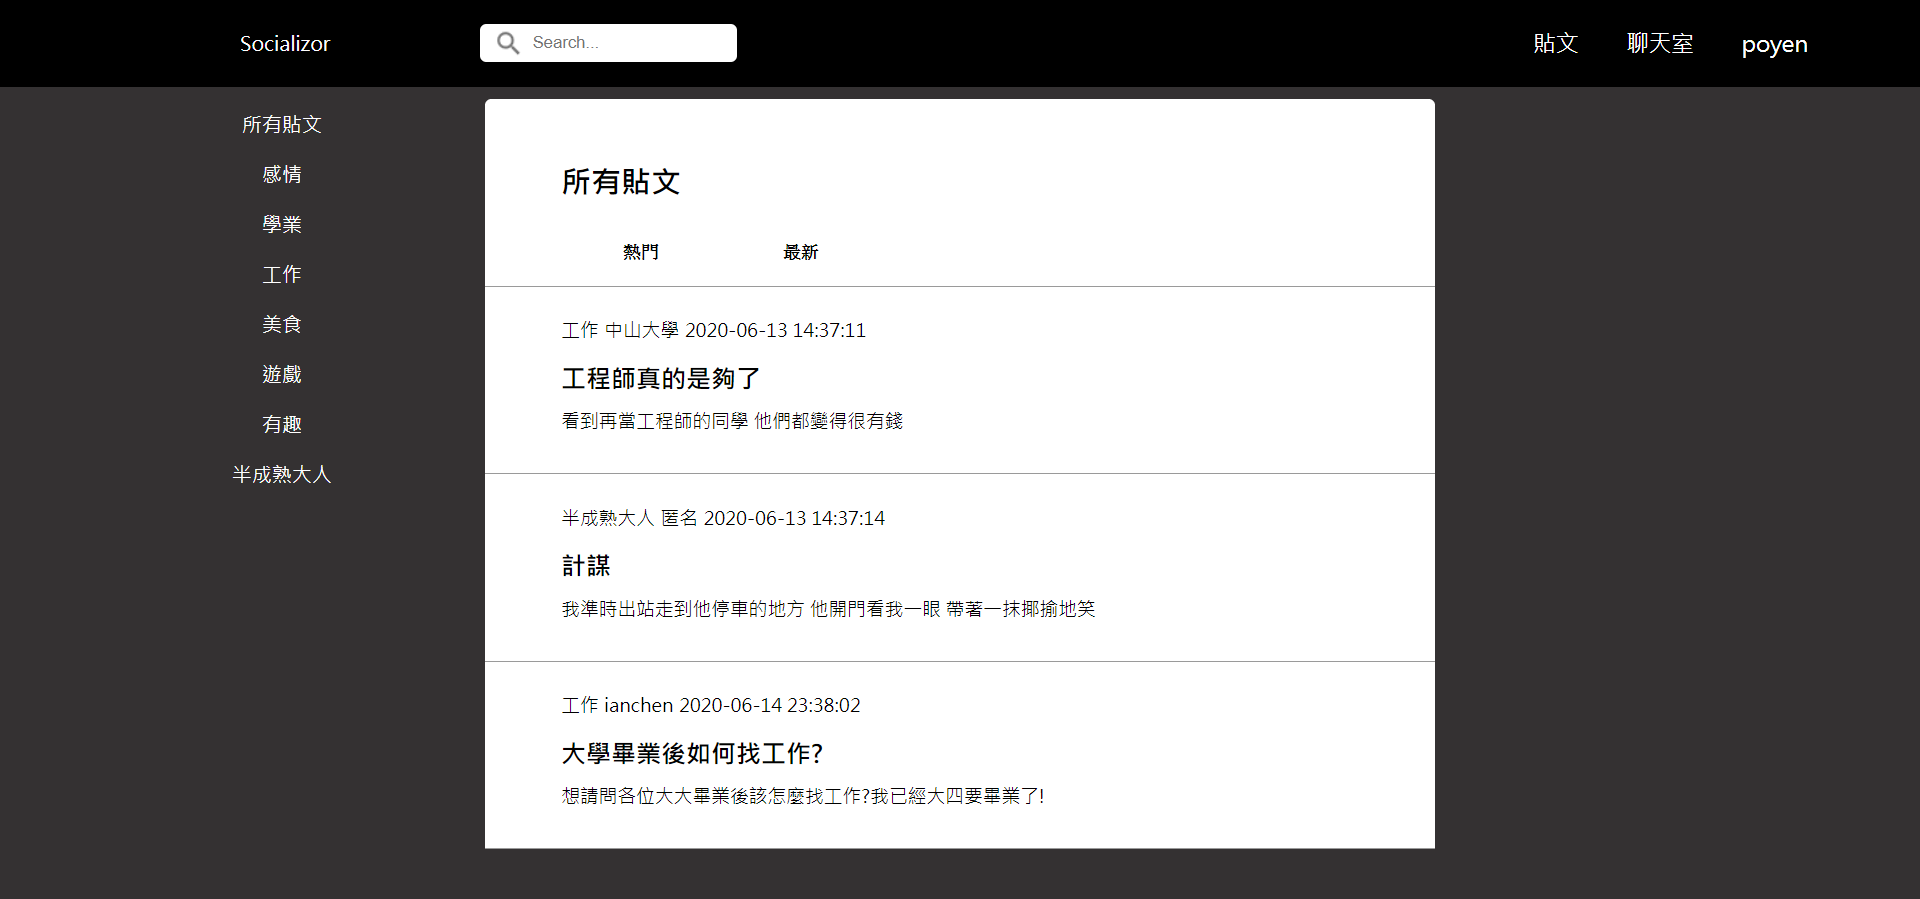 Socializor
Search...
貼文
聊天室
poyen
所有貼文
感情
學業
工作
美食
遊戲
有趣
半成熟大人
所有貼文
熱門
最新
工作 中山大學 2020-06-13 14:37:11
工程師真的是夠了
看到再當工程師的同學 他們都變得很有錢
半成熟大人 匿名 2020-06-13 14:37:14
計謀
我準時出站走到他停車的地方 他開門看我一眼 帶著一抹揶揄地笑
工作 ianchen 2020-06-14 23:38:02
大學畢業後如何找工作?
想請問各位大大畢業後該怎麼找工作?我已經大四要畢業了!